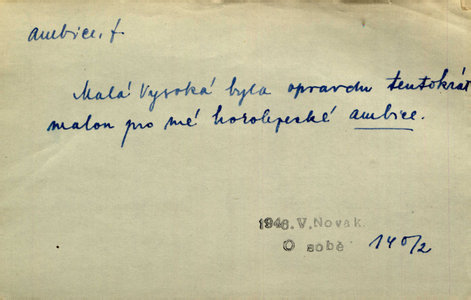 ambice, f.
Malá Vysoká byla opravdu tentokrát
malou pro mé horolezecké ambice.
1948. V. Novák
O sobě 140/2